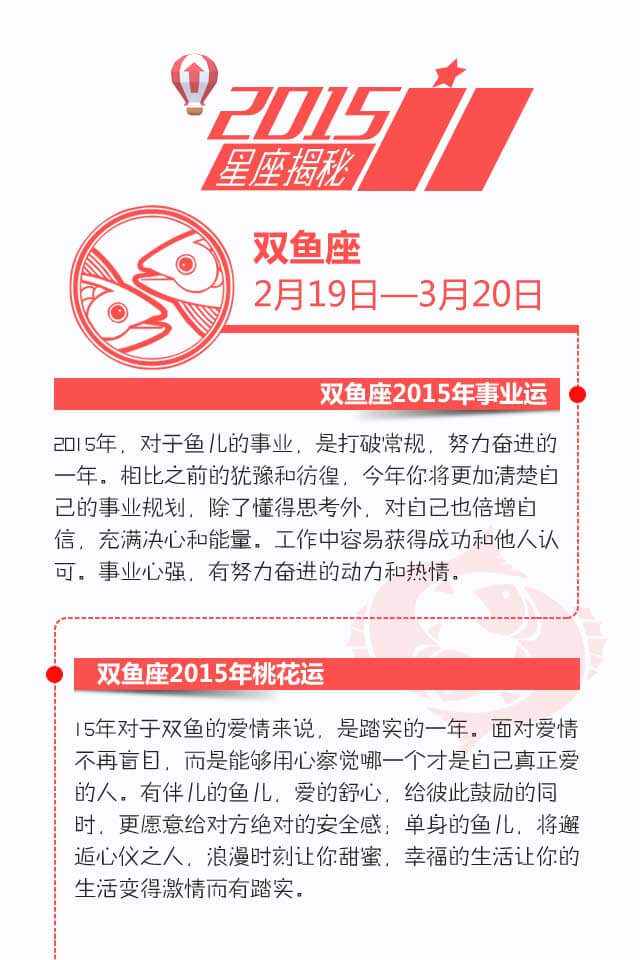 2015
星座揭秘
双鱼座
2月19日—3月20日
双鱼座2015年事业运
2015年，对于鱼儿的事业，是打破常规，努力奋进的
一年。相比之前的犹豫和彷徨，今年你将更加清楚自
己的事业规划，除了懂得思考外，对自己也倍增自
信，充满决心和能量。工作中容易获得成功和他人认
可。事业心强，有努力奋进的动力和热情。
双鱼座2015年桃花运
15年对于双鱼的爱情来说，是踏实的一年。面对爱情
不再盲目，而是能够用心察觉哪一个才是自己真正爱
的人。有伴儿的鱼儿，爱的舒心，给彼此鼓励的同
时，更愿意给对方绝对的安全感；单身的鱼儿，将邂
逅心仪之人，浪漫时刻让你甜蜜，幸福的生活让你的
生活变得激情而有踏实。